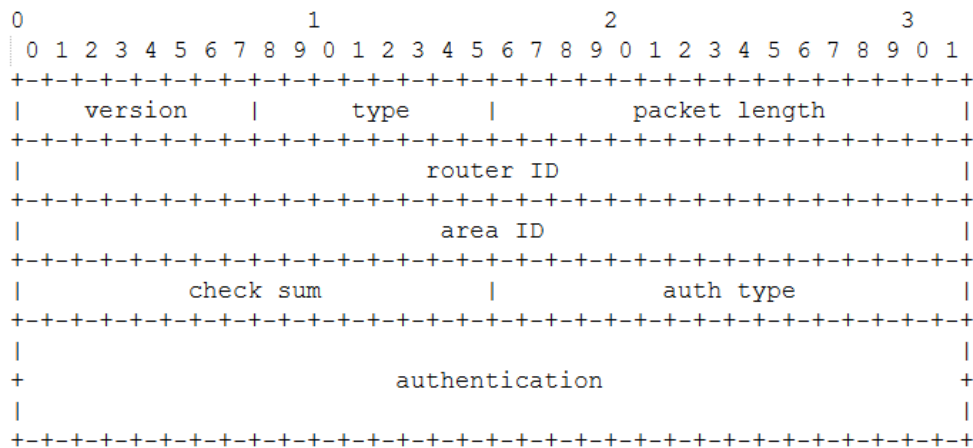 0                   1                   2                   3
 0 1 2 3 4 5 6 7 8 9 0 1 2 3 4 5 6 7 8 9 0 1 2 3 4 5 6 7 8 9 0 1
+-+-+-+-+-+-+-+-+-+-+-+-+-+-+-+-+-+-+-+-+-+-+-+-+-+-+-+-+-+-+-+-+
|    version    |      type     |         packet length         |
+-+-+-+-+-+-+-+-+-+-+-+-+-+-+-+-+-+-+-+-+-+-+-+-+-+-+-+-+-+-+-+-+
|                           router ID                           |
+-+-+-+-+-+-+-+-+-+-+-+-+-+-+-+-+-+-+-+-+-+-+-+-+-+-+-+-+-+-+-+-+
|                            area ID                            |
+-+-+-+-+-+-+-+-+-+-+-+-+-+-+-+-+-+-+-+-+-+-+-+-+-+-+-+-+-+-+-+-+
|           check sum           |           auth type           |
+-+-+-+-+-+-+-+-+-+-+-+-+-+-+-+-+-+-+-+-+-+-+-+-+-+-+-+-+-+-+-+-+
|                                                               |
+                         authentication                        +
|                                                               |
+-+-+-+-+-+-+-+-+-+-+-+-+-+-+-+-+-+-+-+-+-+-+-+-+-+-+-+-+-+-+-+-+